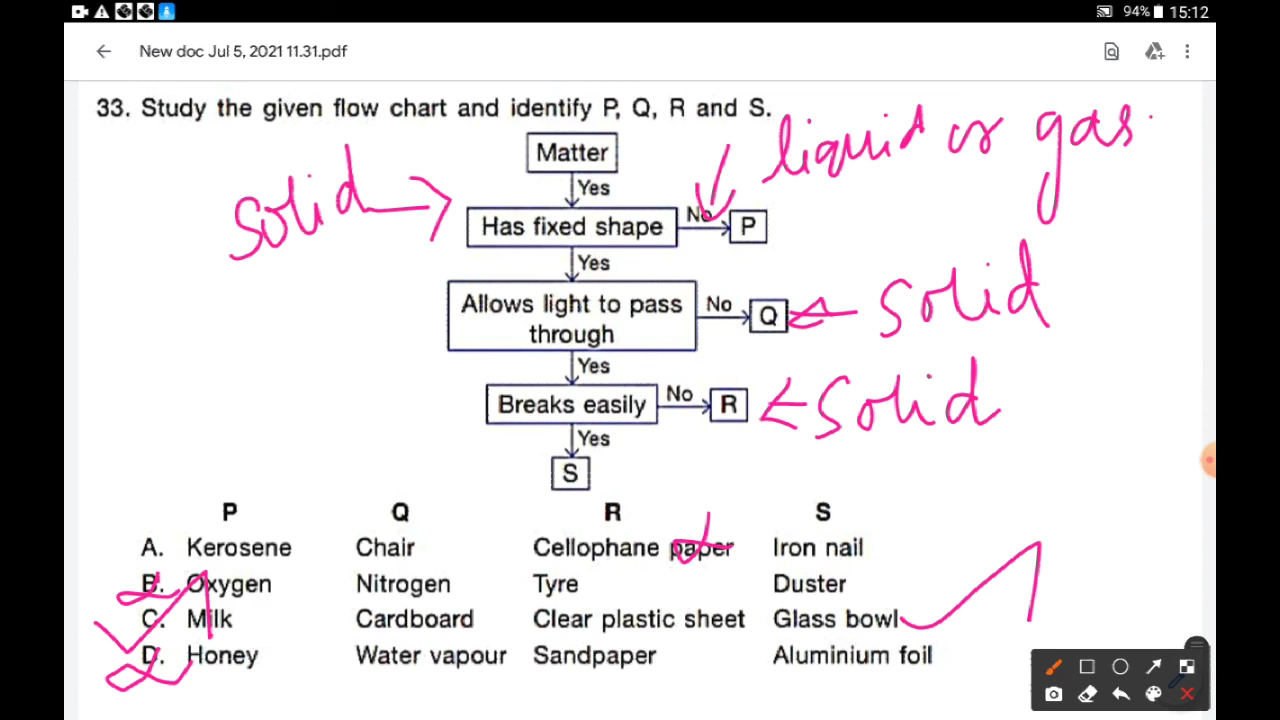 94% 15:12
New doc Jul 5, 2021 11.31.pdf
33. Study the given flow chart and identify P, Q, R and S.
liquid or gas
Matter
Yes
solid
No
Has fixed shape
P
Yes
Allows light to pass
through
No
Q
Solid
Yes
Breaks easily
No
R
Solid
Yes
S
P Q R S
A. Kerosene Chair Cellophane paper Iron nail
B. Oxygen Nitrogen Tyre Duster
C. Milk Cardboard Clear plastic sheet Glass bowl
D. Honey Water vapour Sandpaper Aluminium foil